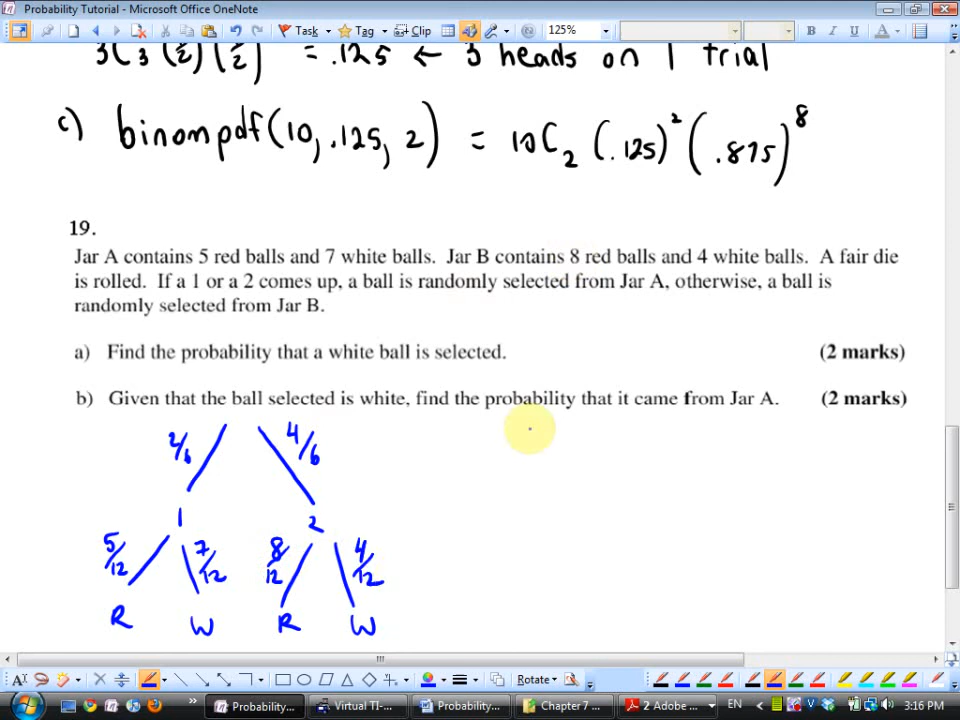 Probability Tutorial - Microsoft OneNote
Task
Tag
Clip
125%
B I U A
3C3 (1/2) (1/2) = .125 ← 3 heads on 1 trial
c) binompdf(10, .125, 2) = 10C2 (.125)^2 (.875)^8
19.
Jar A contains 5 red balls and 7 white balls. Jar B contains 8 red balls and 4 white balls. A fair die
is rolled. If a 1 or a 2 comes up, a ball is randomly selected from Jar A, otherwise, a ball is
randomly selected from Jar B.
a) Find the probability that a white ball is selected. (2 marks)
b) Given that the ball selected is white, find the probability that it came from Jar A. (2 marks)
2/6 4/6
1 2
5/12 7/12 8/12 4/12
R W R W
Rotate
Probability...
Virtual TI-...
Probability...
Chapter 7 ...
2 Adobe ...
EN
3:16 PM